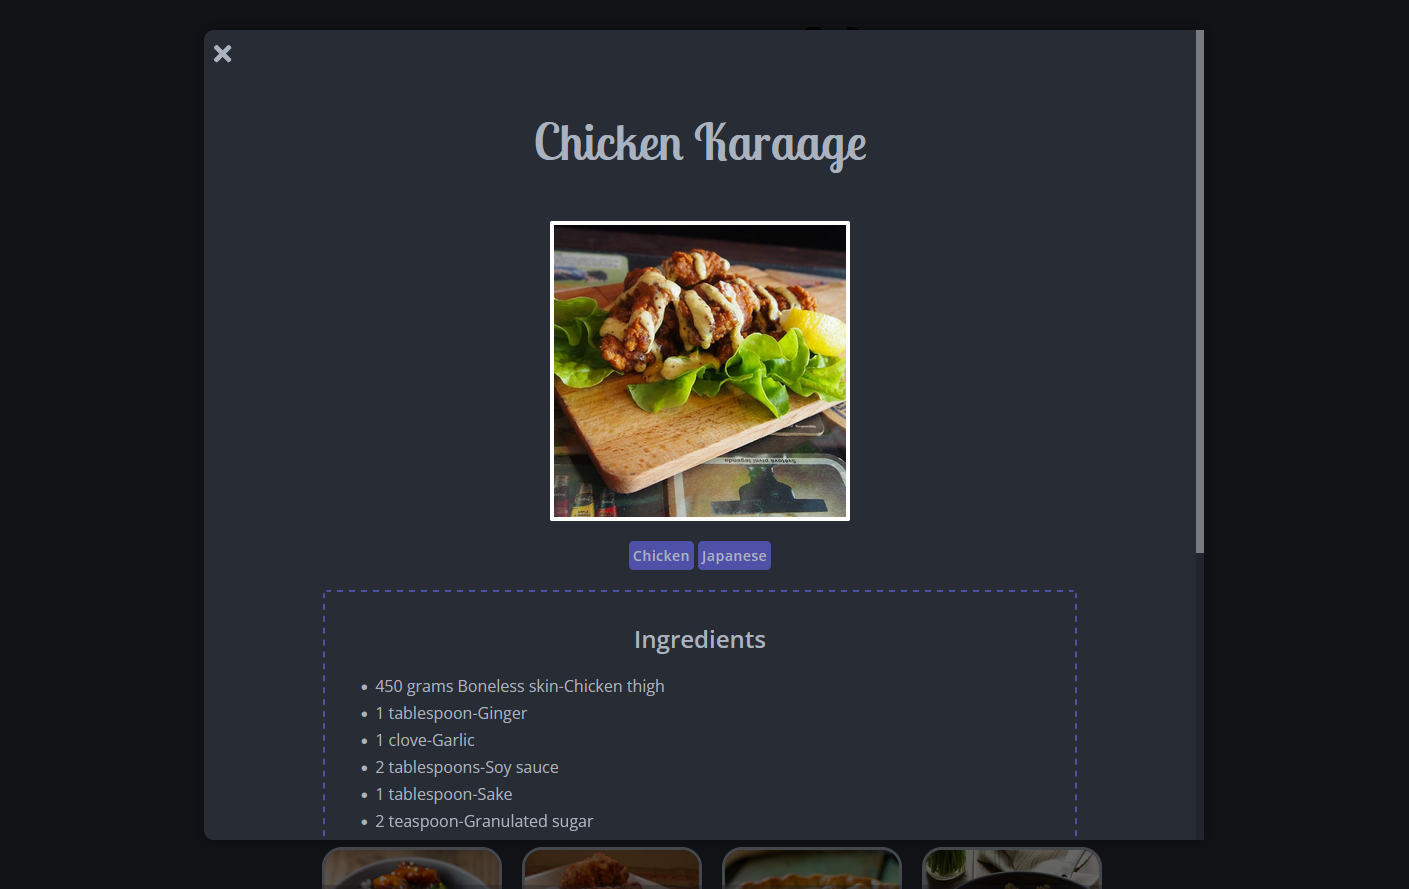 Chicken Karaage
Chicken Japanese
Ingredients
450 grams Boneless skin-Chicken thigh
1 tablespoon-Ginger
1 clove-Garlic
2 tablespoons-Soy sauce
1 tablespoon-Sake
2 teaspoon-Granulated sugar